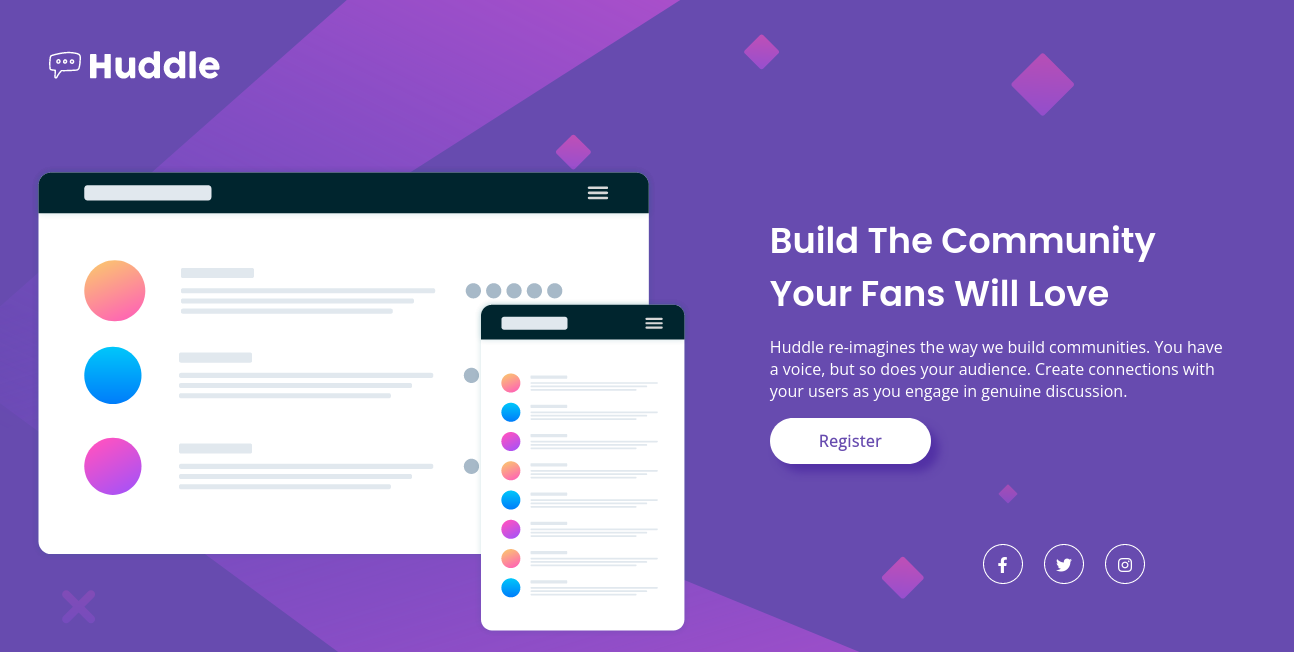 Huddle
Build The Community
Your Fans Will Love
Huddle re-imagines the way we build communities. You have
a voice, but so does your audience. Create connections with
your users as you engage in genuine discussion.
Register